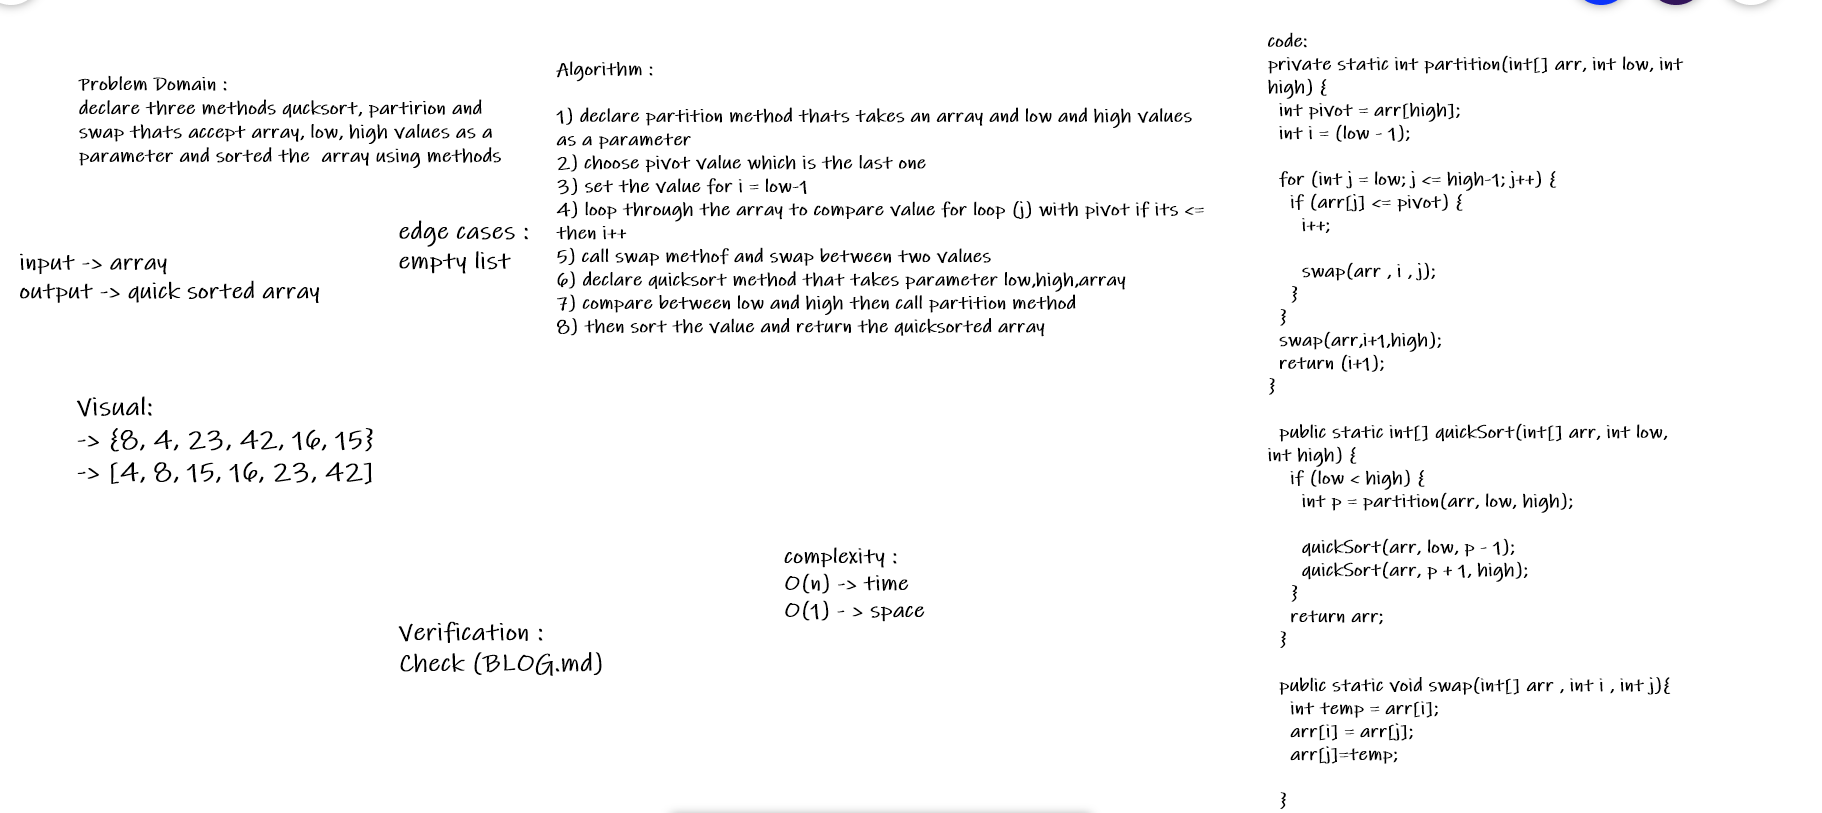 Problem Domain :
declare three methods qucksort, partirion and
swap thats accept array, low, high values as a
parameter and sorted the array using methods
input -> array
output -> quick sorted array
edge cases :
empty list
Visual:
-> {8, 4, 23, 42, 16, 15}
-> [4, 8, 15, 16, 23, 42]
Verification :
Check (BLOG.md)
Algorithm :
1) declare partition method thats takes an array and low and high values
as a parameter
2) choose pivot value which is the last one
3) set the value for i = low-1
4) loop through the array to compare value for loop (j) with pivot if its <=
then i++
5) call swap methof and swap between two values
6) declare quicksort method that takes parameter low,high,array
7) compare between low and high then call partition method
8) then sort the value and return the quicksorted array
complexity :
O(n) -> time
O(1) - > space
code:
private static int partition(int[] arr, int low, int
high) {
int pivot = arr[high];
int i = (low - 1);
for (int j = low; j <= high-1; j++) {
if (arr[j] <= pivot) {
i++;
swap(arr , i , j);
}
}
swap(arr,i+1,high);
return (i+1);
}
public static int[] quickSort(int[] arr, int low,
int high) {
if (low < high) {
int p = partition(arr, low, high);
quickSort(arr, low, p - 1);
quickSort(arr, p + 1, high);
}
return arr;
}
public static void swap(int[] arr , int i , int j){
int temp = arr[i];
arr[i] = arr[j];
arr[j]=temp;
}